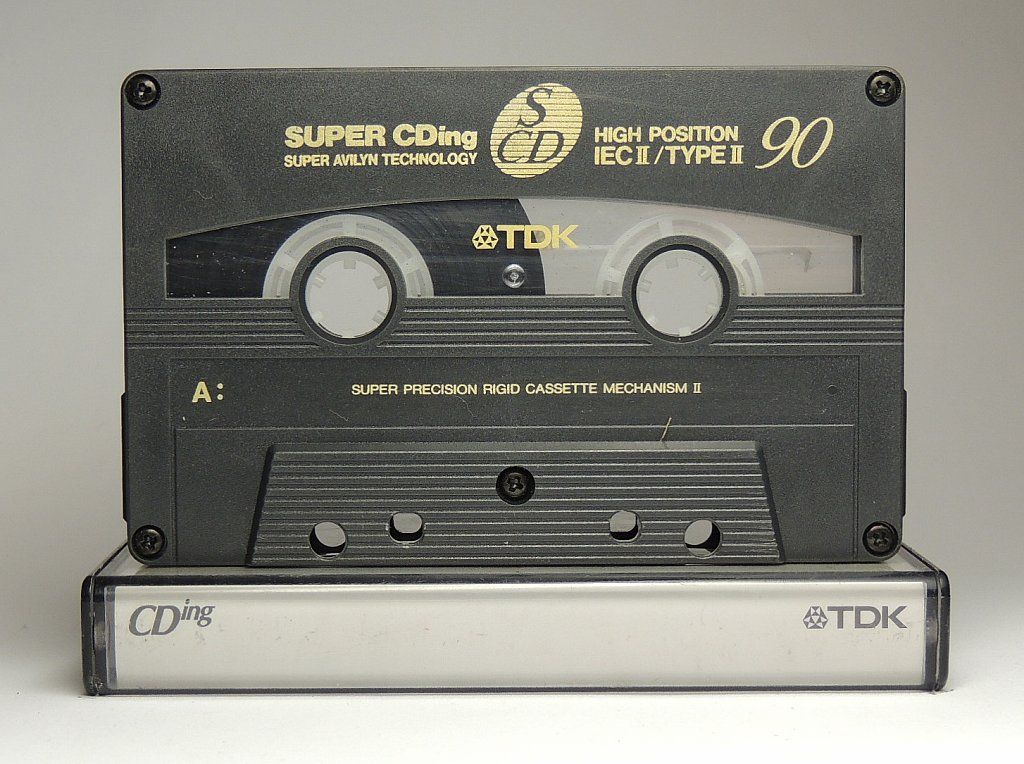 SUPER CDing
SUPER AVILYN TECHNOLOGY
S
CD
HIGH POSITION
IEC II / TYPE II
90
TDK
A:
SUPER PRECISION RIGID CASSETTE MECHANISM II
CDing
TDK